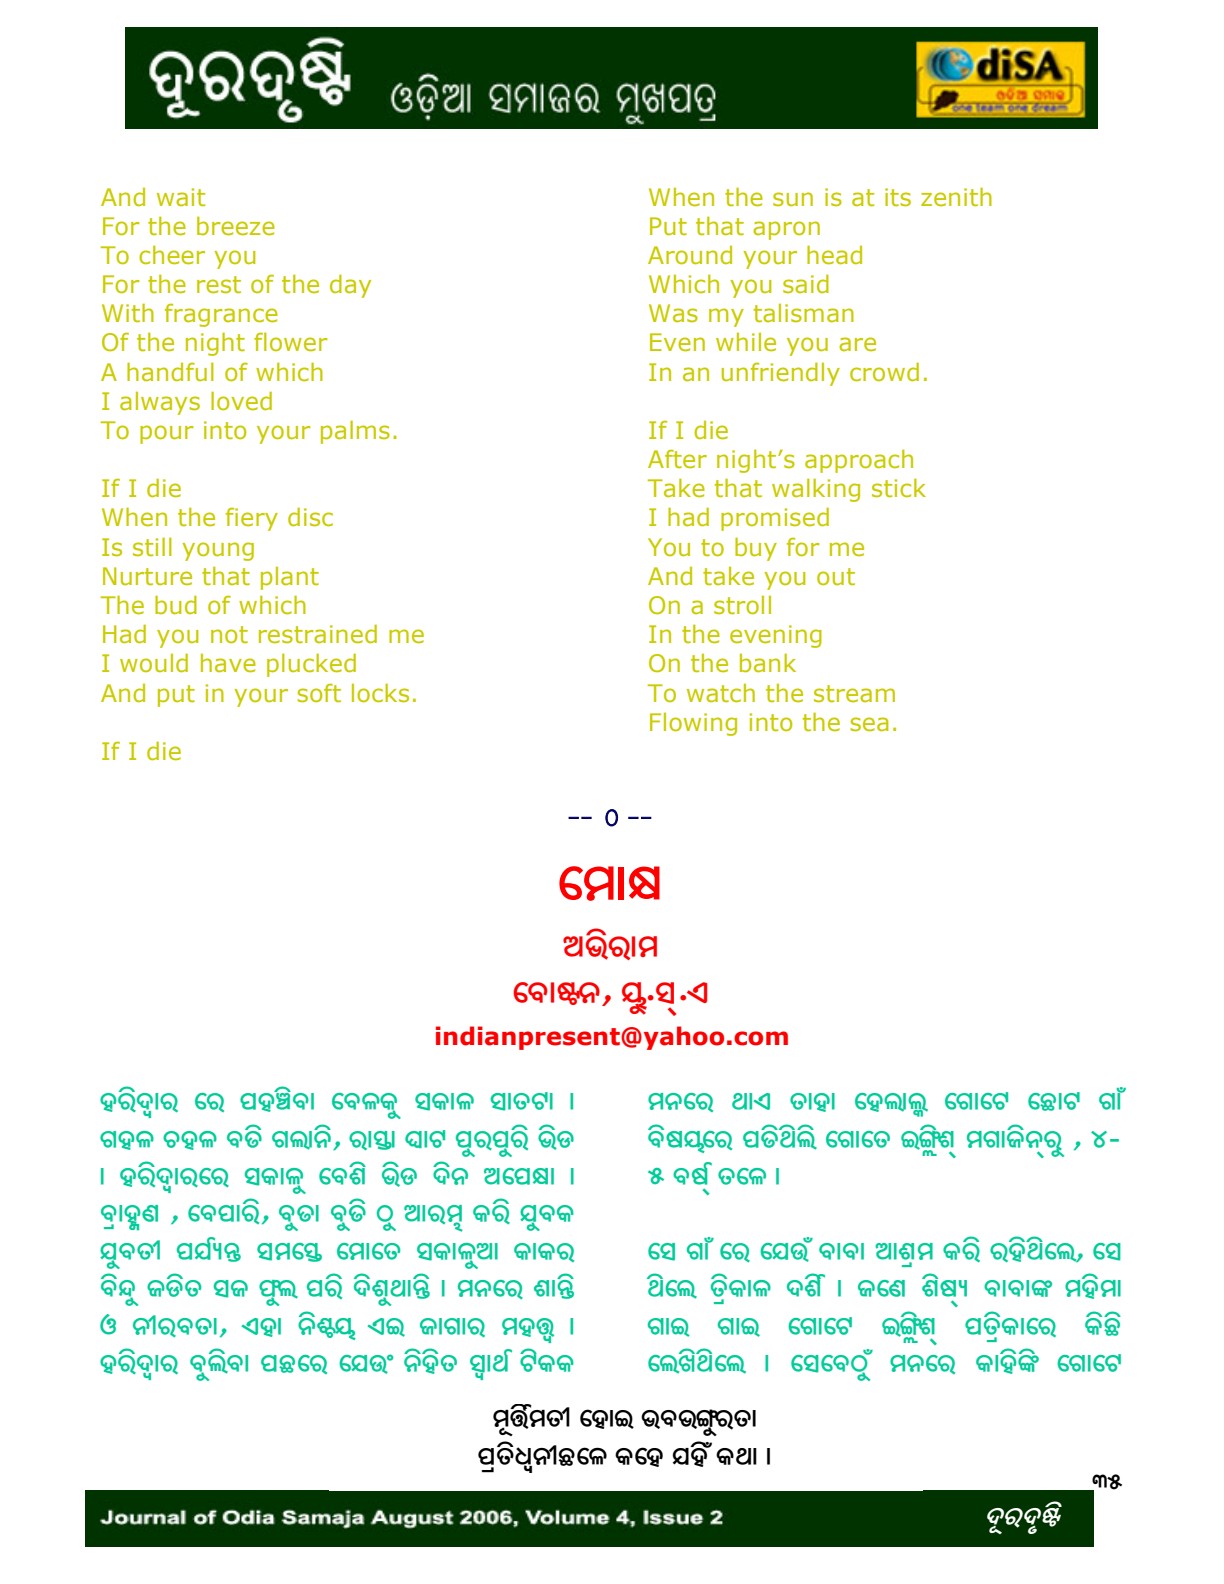 ଦୂରଦୃଷ୍ଟି ଓଡ଼ିଆ ସମାଜର ମୁଖପତ୍ର
OdiSA
ଓଡ଼ିଆ ସମାଜ
one team one dream
And wait
For the breeze
To cheer you
For the rest of the day
With fragrance
Of the night flower
A handful of which
I always loved
To pour into your palms.
If I die
When the fiery disc
Is still young
Nurture that plant
The bud of which
Had you not restrained me
I would have plucked
And put in your soft locks.
If I die
When the sun is at its zenith
Put that apron
Around your head
Which you said
Was my talisman
Even while you are
In an unfriendly crowd.
If I die
After night’s approach
Take that walking stick
I had promised
You to buy for me
And take you out
On a stroll
In the evening
On the bank
To watch the stream
Flowing into the sea.
-- ୦ --
ମୋକ୍ଷ
ଅଭିରାମ
ବୋଷ୍ଟନ, ୟୁ.ସ୍.ଏ
indianpresent@yahoo.com
ହରିଦ୍ୱାର ରେ ପହଞ୍ଚିବା ବେଳକୁ ସକାଳ ସାତଟା ।
ଗହଳ ଚହଳ ବଡି ଗଲାନି, ରାସ୍ତା ଘାଟ ପୁରପୁରି ଭିଡ
। ହରିଦ୍ୱାରରେ ସକାଳୁ ବେଶି ଭିଡ ଦିନ ଅପେକ୍ଷା ।
ବ୍ରାହ୍ମଣ , ବେପାରି, ବୁଡା ବୁଡି ଠୁ ଆରମ୍ଭ କରି ଯୁବକ
ଯୁବତୀ ପର୍ଯ୍ୟନ୍ତ ସମସ୍ତେ ମୋତେ ସକାଳୁଆ କାକର
ବିନ୍ଦୁ ଜଡିତ ସଜ ଫୁଲ ପରି ଦିଶୁଥାନ୍ତି । ମନରେ ଶାନ୍ତି
ଓ ନୀରବତା, ଏହା ନିଶ୍ଚୟ ଏଇ ଜାଗାର ମହତ୍ତ୍ୱ ।
ହରିଦ୍ୱାର ବୁଲିବା ପଛରେ ଯେଉଂ ନିହିତ ସ୍ୱାର୍ଥ ଟିକକ
ମନରେ ଥାଏ ତାହା ହେଲାଲ୍କ ଗୋଟେ ଛୋଟ ଗାଁ
ବିଷୟରେ ପଡିଥିଲି ଗୋତେ ଇଙ୍ଗ୍ଲିଶ୍ ମଗାଜିନ୍‌ରୁ , ୪-
୫ ବର୍ଷ୍ ତଳେ ।
ସେ ଗାଁ ରେ ଯେଉଁ ବାବା ଆଶ୍ରମ କରି ରହିଥିଲେ, ସେ
ଥିଲେ ତ୍ରିକାଳ ଦର୍ଶି । ଜଣେ ଶିଷ୍ୟ ବାବାଙ୍କ ମହିମା
ଗାଇ ଗାଇ ଗୋଟେ ଇଙ୍ଗ୍ଲିଶ୍ ପତ୍ରିକାରେ କିଛି
ଲେଖିଥିଲେ । ସେବେଠୁଁ ମନରେ କାହିଙ୍କି ଗୋଟେ
ମୂର୍ତ୍ତିମତୀ ହୋଇ ଭବଭଙ୍ଗୁରତା
ପ୍ରତିଧ୍ୱନୀଛଳେ କହେ ଯହିଁ କଥା ।
୩୫
Journal of Odia Samaja August 2006, Volume 4, Issue 2 ଦୂରଦୃଷ୍ଟି